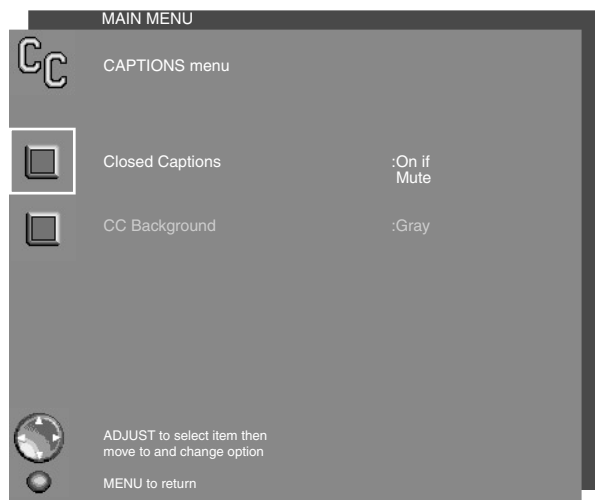 MAIN MENU
CC
CAPTIONS menu
Closed Captions :On if
Mute
CC Background :Gray
ADJUST to select item then
move to and change option
MENU to return